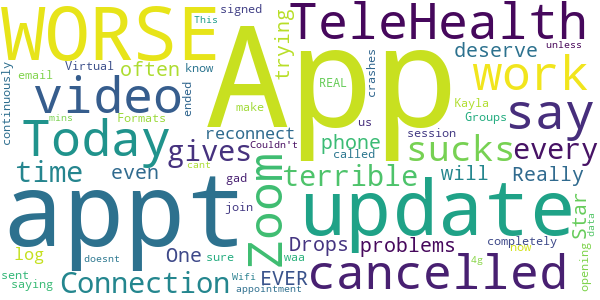 signed
WORSE
App
TeleHealth
This
trying
unless
continuously
Virtual
often
know
crashes
deserve
email
REAL
work
video
ended
make
us
Kayla
say
mins
Formats
reconnect
phone
session
Groups
Today
gives
Couldn't
called
sucks
every
cant
time
even
Zoom
terrible
will
Really
appt
gad
update
Star
opening
data
log
One
join
Drops
problems
completely
now
doesnt
sure
waa
EVER
4g
cancelled
sent
saying
Connection
Wifi
appointment